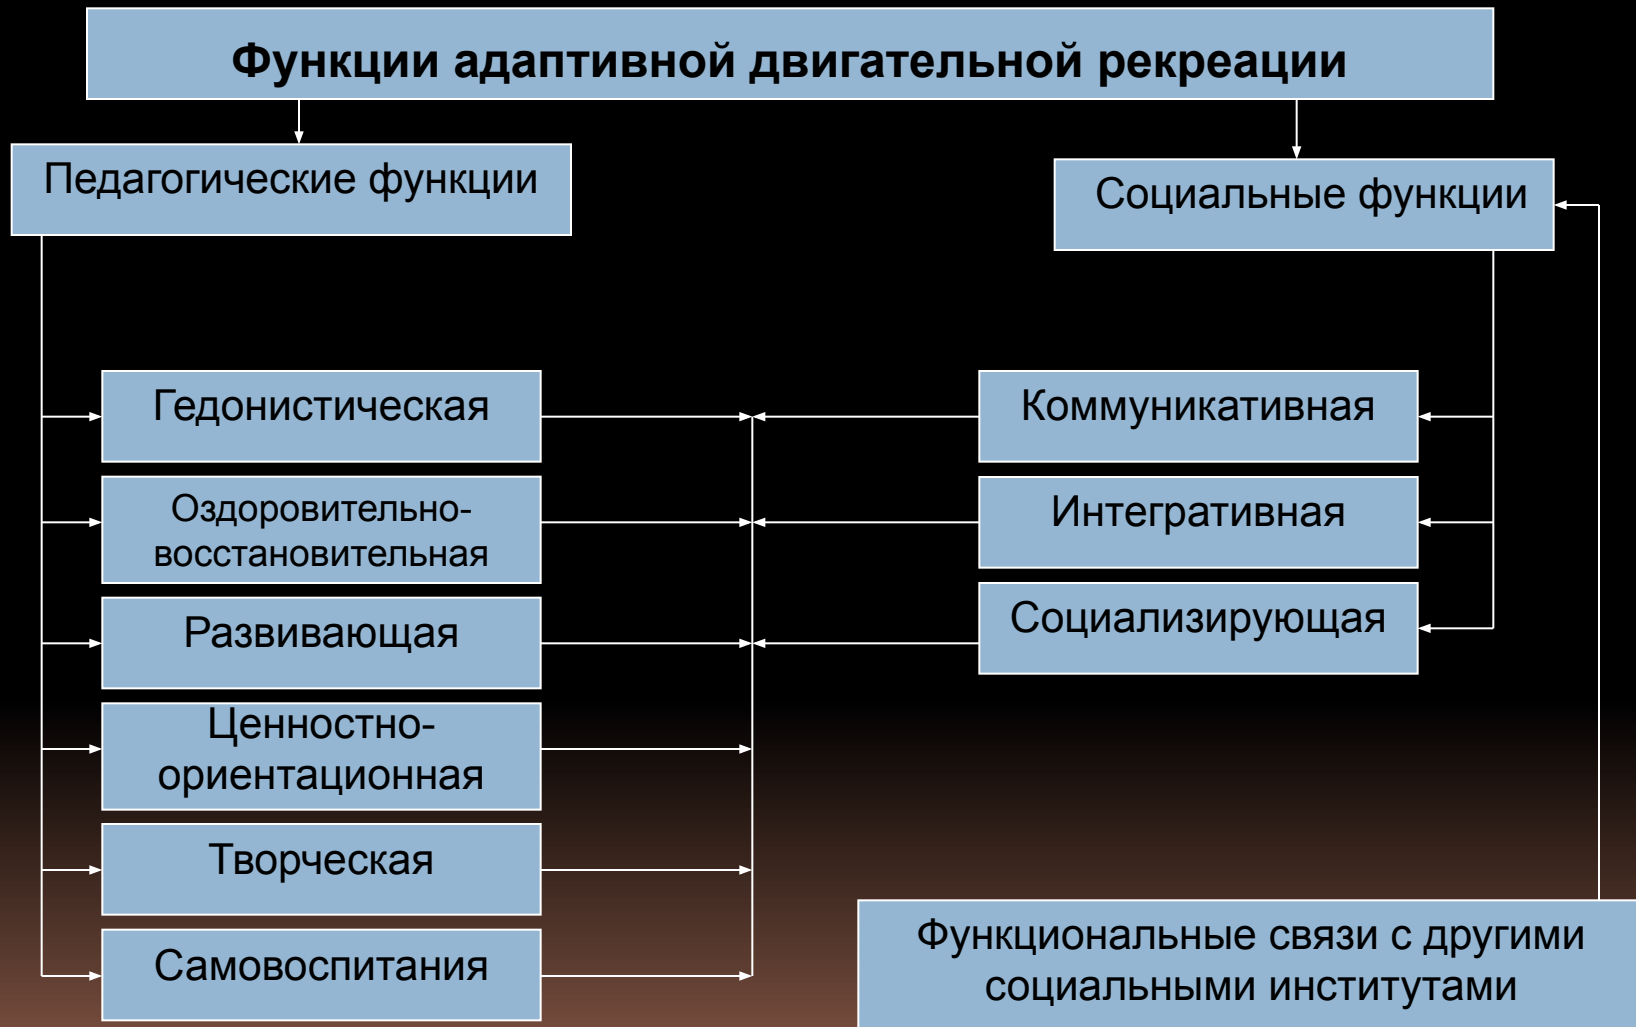 Функции адаптивной двигательной рекреации
Педагогические функции
Социальные функции
Гедонистическая
Оздоровительно-
восстановительная
Развивающая
Ценностно-
ориентационная
Творческая
Самовоспитания
Коммуникативная
Интегративная
Социализирующая
Функциональные связи с другими
социальными институтами